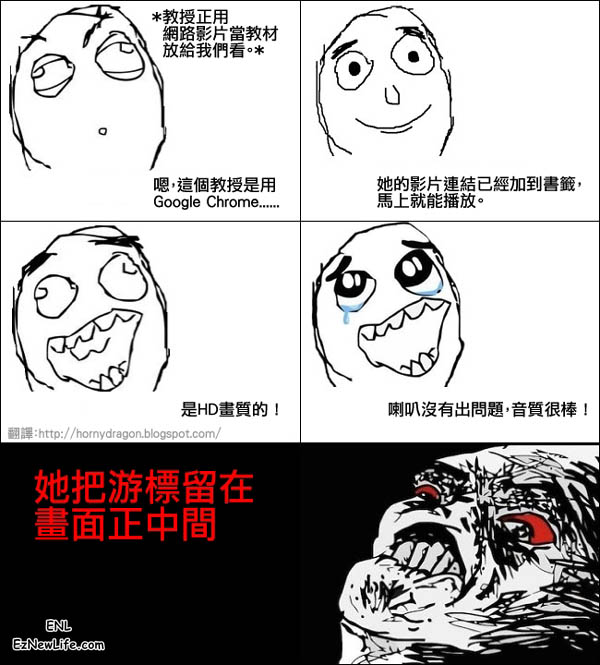 *教授正用
網路影片當教材
放給我們看。*
嗯，這個教授是用
Google Chrome......
她的影片連結已經加到書籤，
馬上就能播放。
是HD畫質的！
翻譯：http://hornydragon.blogspot.com/
喇叭沒有出問題，音質很棒！
她把游標留在
畫面正中間
ENL
EzNewLife.com